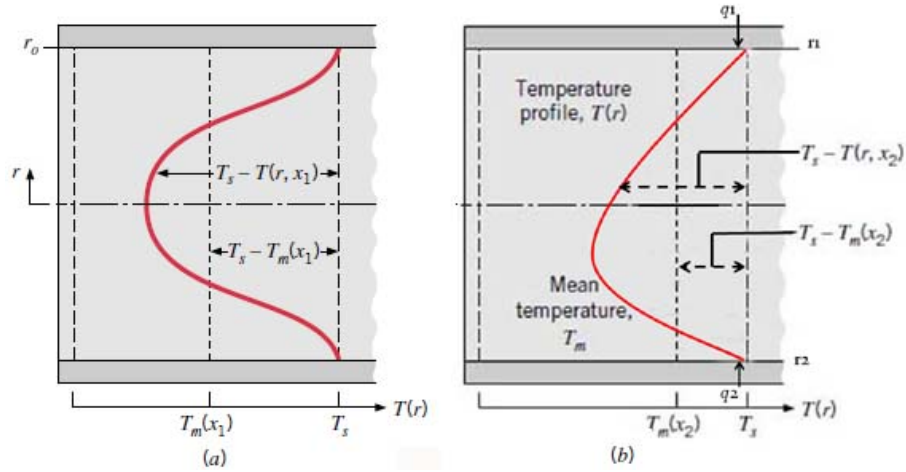 r_o
r
T_s − T(r, x_1)
T_s − T_m(x_1)
T_m(x_1)
T_s
T(r)
(a)
q1
r1
Temperature
profile, T(r)
T_s − T(r, x_2)
T_s − T_m(x_2)
Mean
temperature,
T_m
r2
q2
T_m(x_2)
T_s
T(r)
(b)